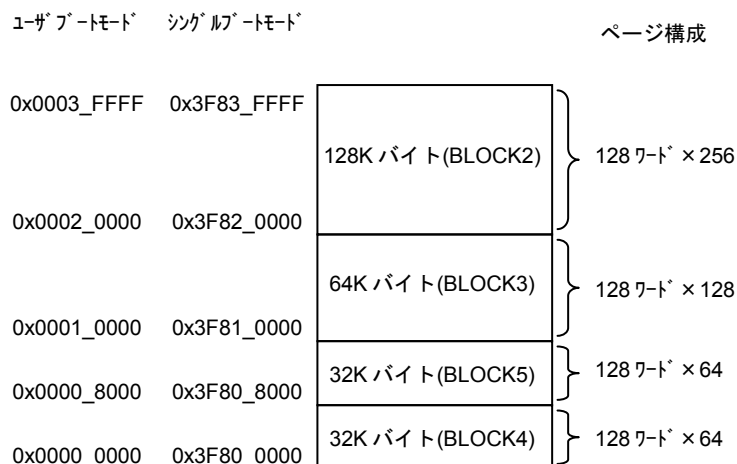 ﾕｰｻﾞﾌﾞｰﾄﾓｰﾄﾞ ｼﾝｸﾞﾙﾌﾞｰﾄﾓｰﾄﾞ ページ構成
0x0003_FFFF 0x3F83_FFFF
128K バイト(BLOCK2) 128 ﾜｰﾄﾞ×256
0x0002_0000 0x3F82_0000
64K バイト(BLOCK3) 128 ﾜｰﾄﾞ×128
0x0001_0000 0x3F81_0000
32K バイト(BLOCK5) 128 ﾜｰﾄﾞ×64
0x0000_8000 0x3F80_8000
32K バイト(BLOCK4) 128 ﾜｰﾄﾞ×64
0x0000_0000 0x3F80_0000